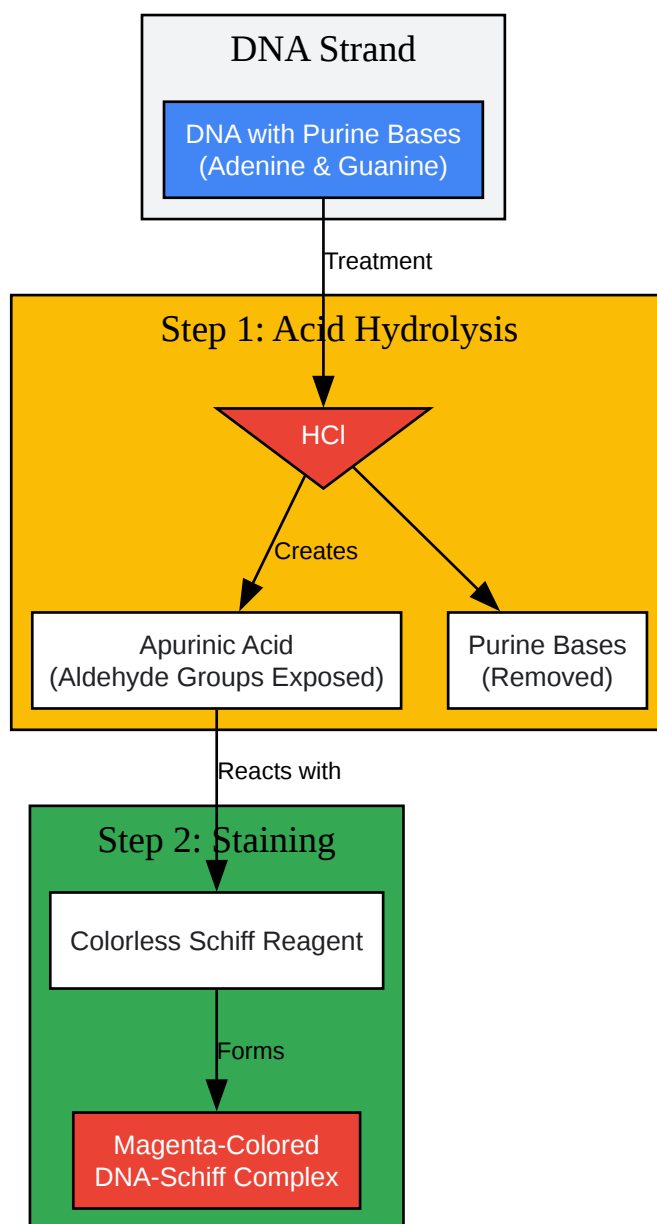 DNA Strand
DNA with Purine Bases
(Adenine & Guanine)
Treatment
Step 1: Acid Hydrolysis
HCl
Creates
Apurinic Acid
(Aldehyde Groups Exposed)
Purine Bases
(Removed)
Reacts with
Step 2: Staining
Colorless Schiff Reagent
Forms
Magenta-Colored
DNA-Schiff Complex